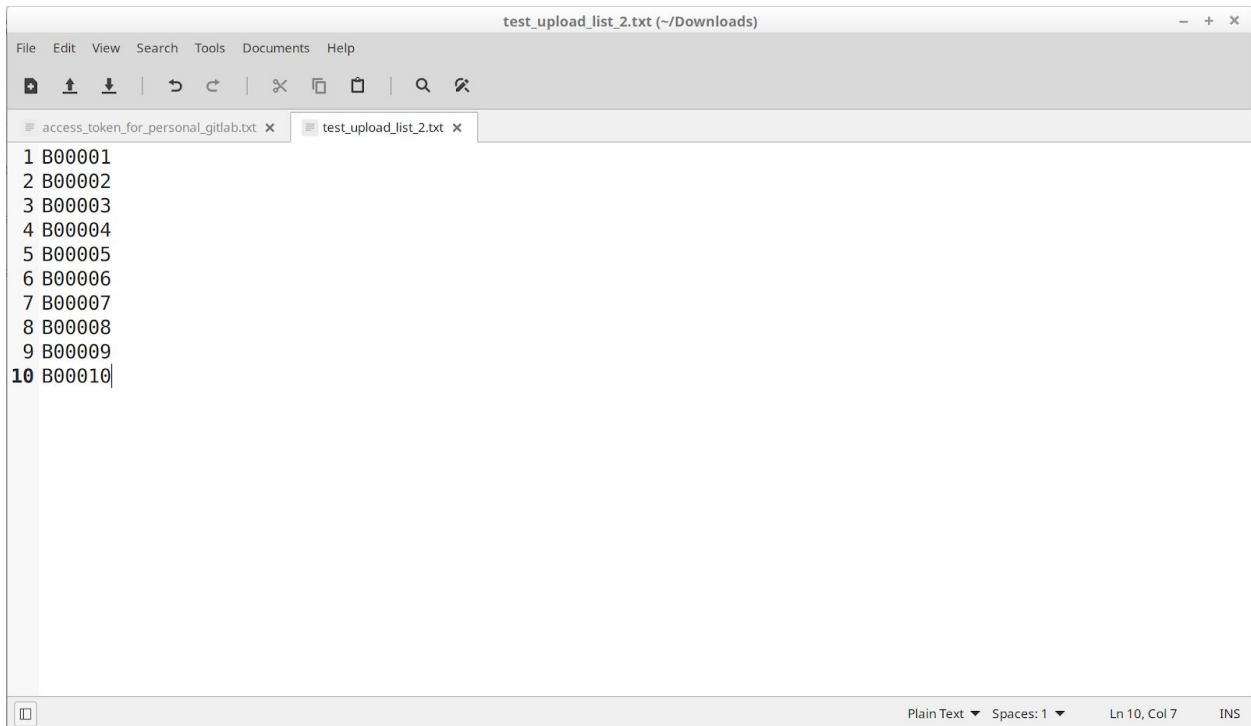 test_upload_list_2.txt (~/Downloads)
File Edit View Search Tools Documents Help
access_token_for_personal_gitlab.txt test_upload_list_2.txt
1 B00001
2 B00002
3 B00003
4 B00004
5 B00005
6 B00006
7 B00007
8 B00008
9 B00009
10 B00010
Plain Text Spaces: 1 Ln 10, Col 7 INS